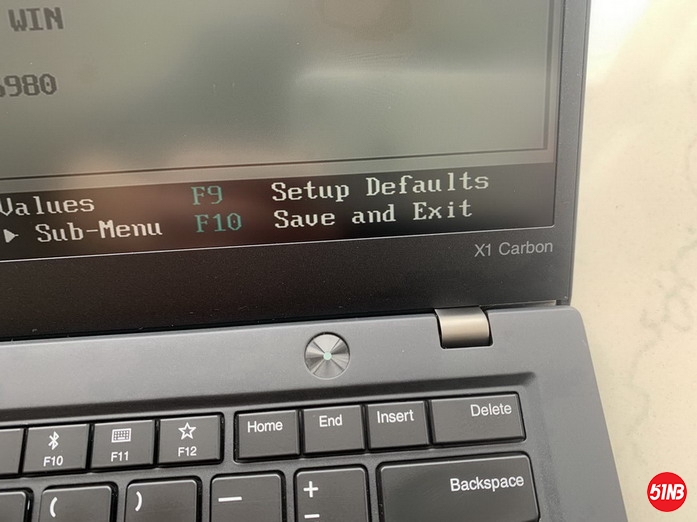 WIN
6980
Values F9 Setup Defaults
▶ Sub-Menu F10 Save and Exit
X1 Carbon
Home End Insert Delete
F10 F11 F12
( ) — + = Backspace
51NB